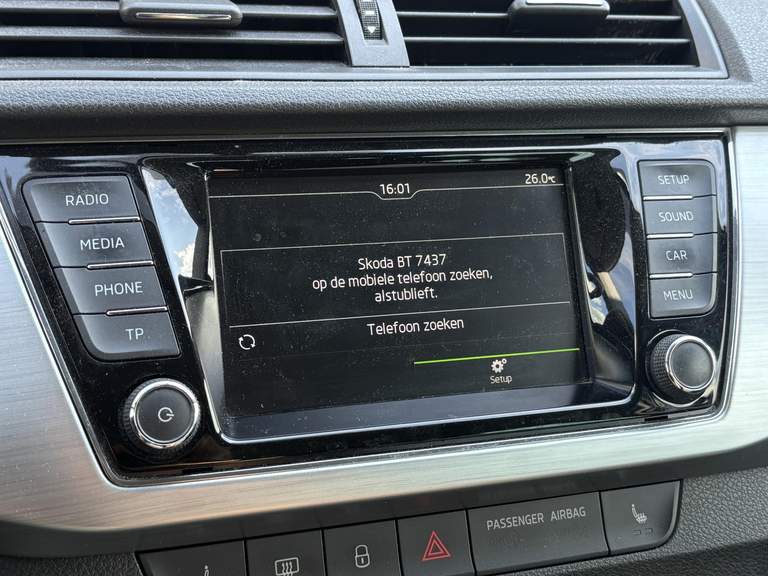 16:01
26.0°C
RADIO
MEDIA
PHONE
TP
Skoda BT 7437
op de mobiele telefoon zoeken,
alstublieft.
Telefoon zoeken
Setup
SETUP
SOUND
CAR
MENU
PASSENGER AIRBAG